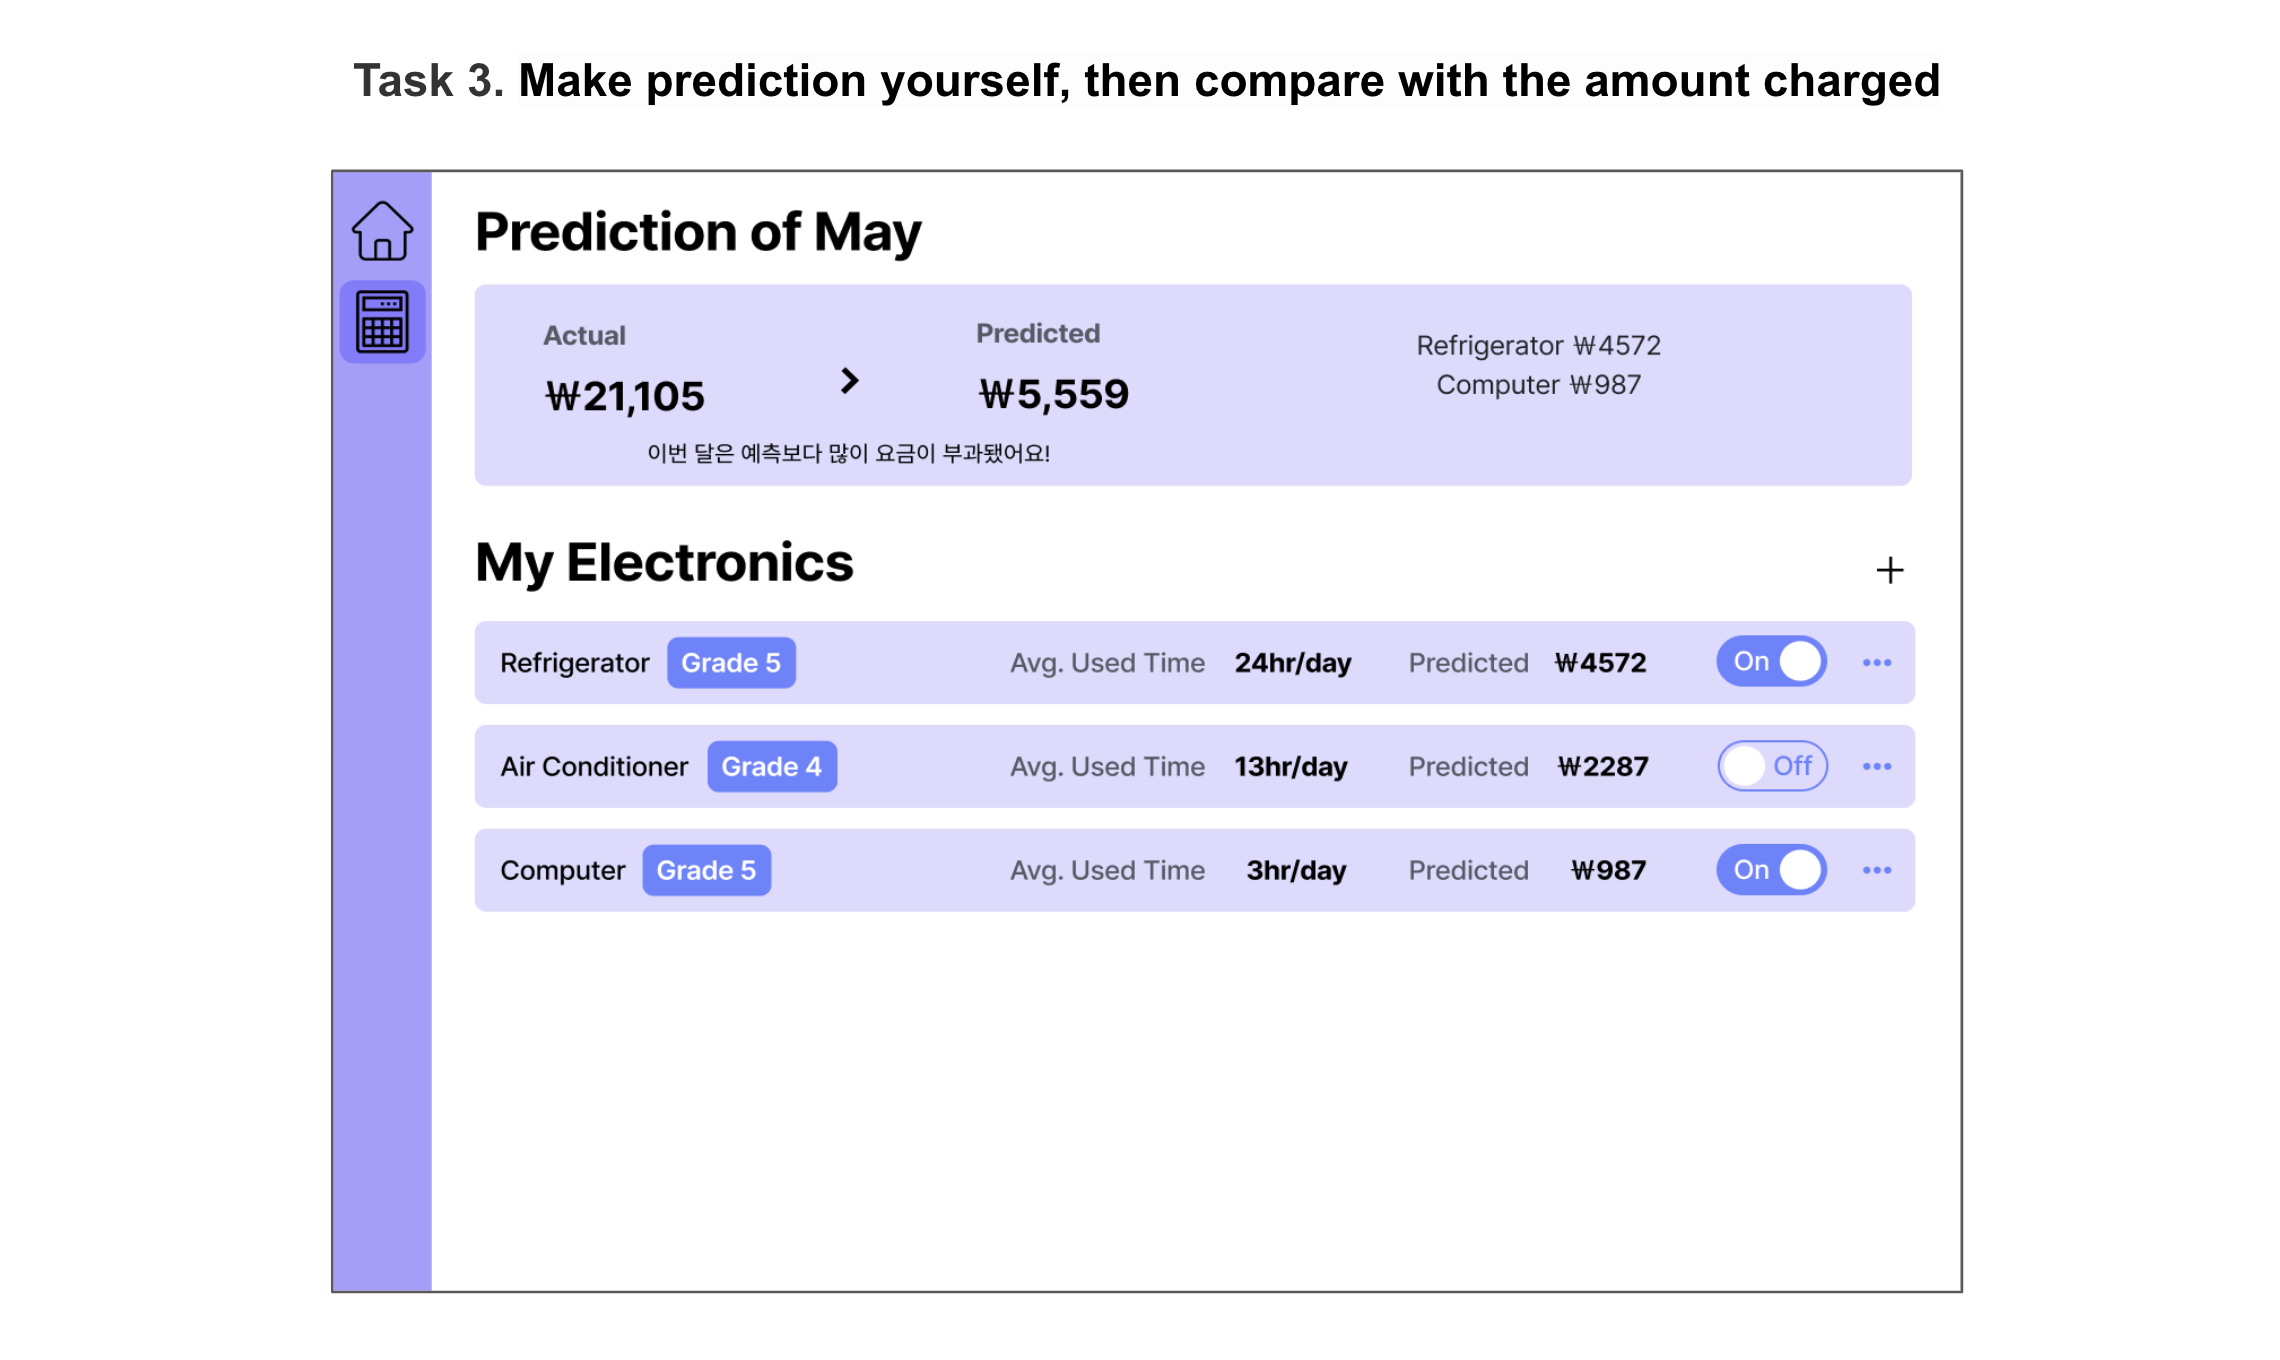 Task 3. Make prediction yourself, then compare with the amount charged
Prediction of May
Actual
₩21,105
>
Predicted
₩5,559
이번 달은 예측보다 많이 요금이 부과됐어요!
Refrigerator ₩4572
Computer ₩987
My Electronics +
Refrigerator Grade 5 Avg. Used Time 24hr/day Predicted ₩4572 On ...
Air Conditioner Grade 4 Avg. Used Time 13hr/day Predicted ₩2287 Off ...
Computer Grade 5 Avg. Used Time 3hr/day Predicted ₩987 On ...